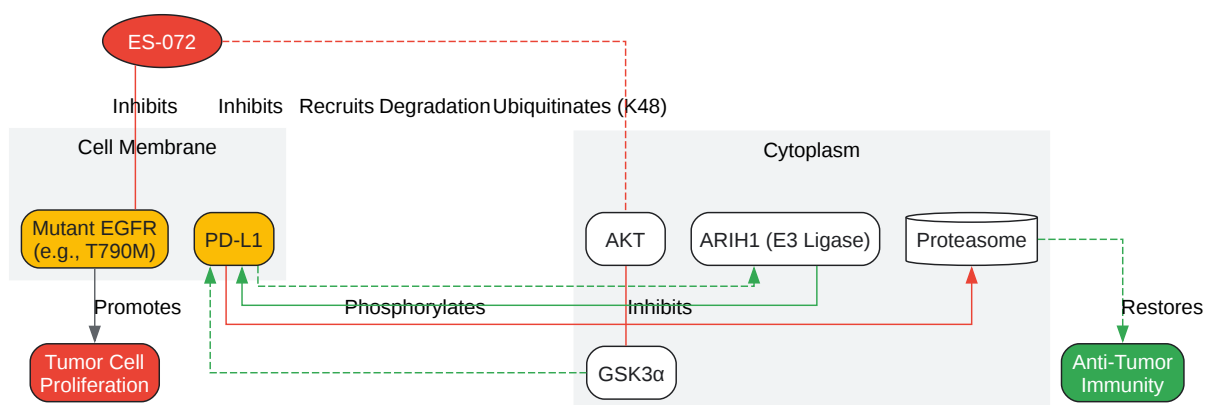 ES-072
Inhibits
Inhibits
Recruits
Degradation
Ubiquitinates (K48)
Cell Membrane
Cytoplasm
Mutant EGFR
(e.g., T790M)
PD-L1
AKT
ARIH1 (E3 Ligase)
Proteasome
Promotes
Phosphorylates
Inhibits
Restores
Tumor Cell
Proliferation
GSK3α
Anti-Tumor
Immunity